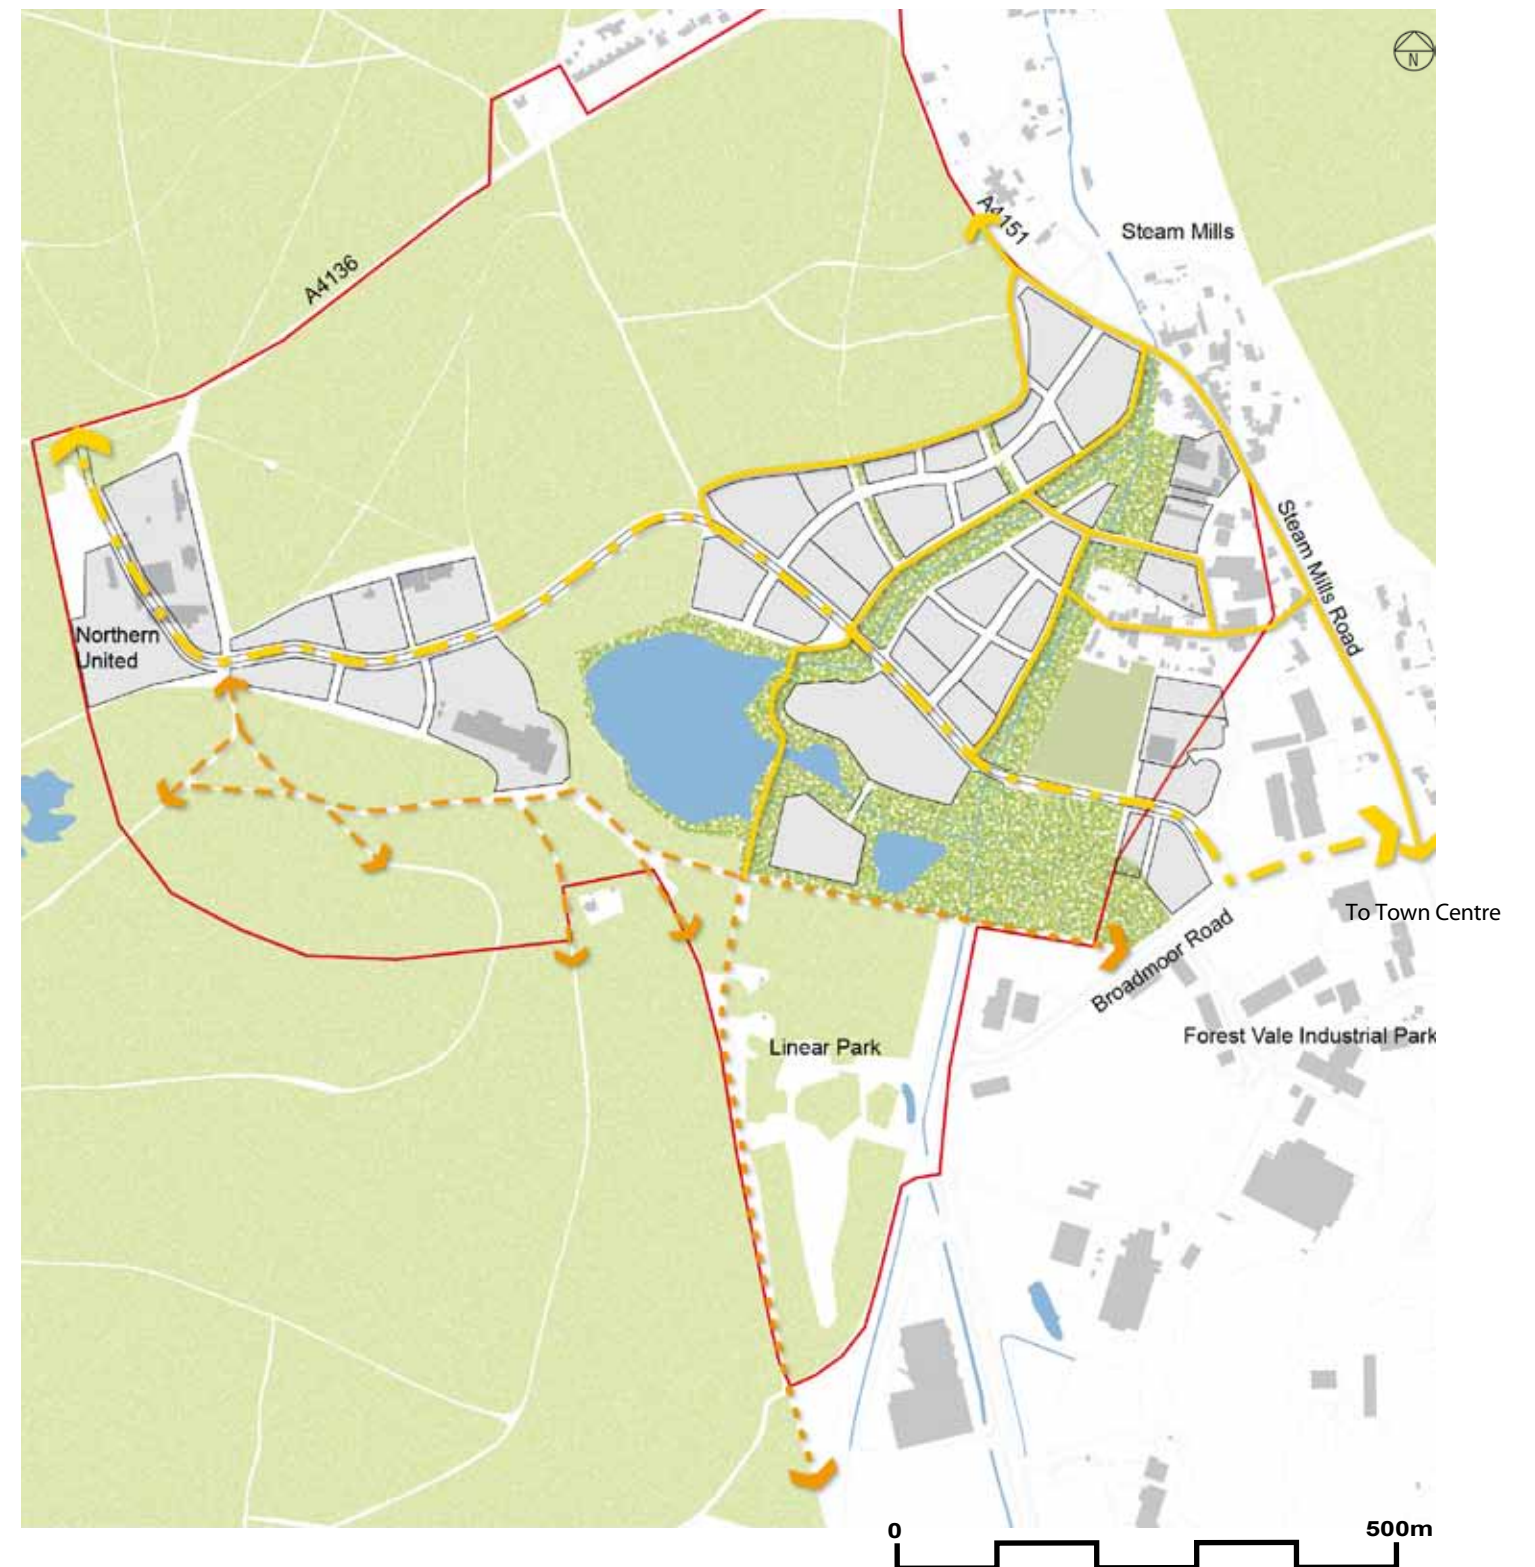 N
A4151
Steam Mills
A4136
Steam Mills Road
Northern
United
To Town Centre
Broadmoor Road
Forest Vale Industrial Park
Linear Park
0
500m